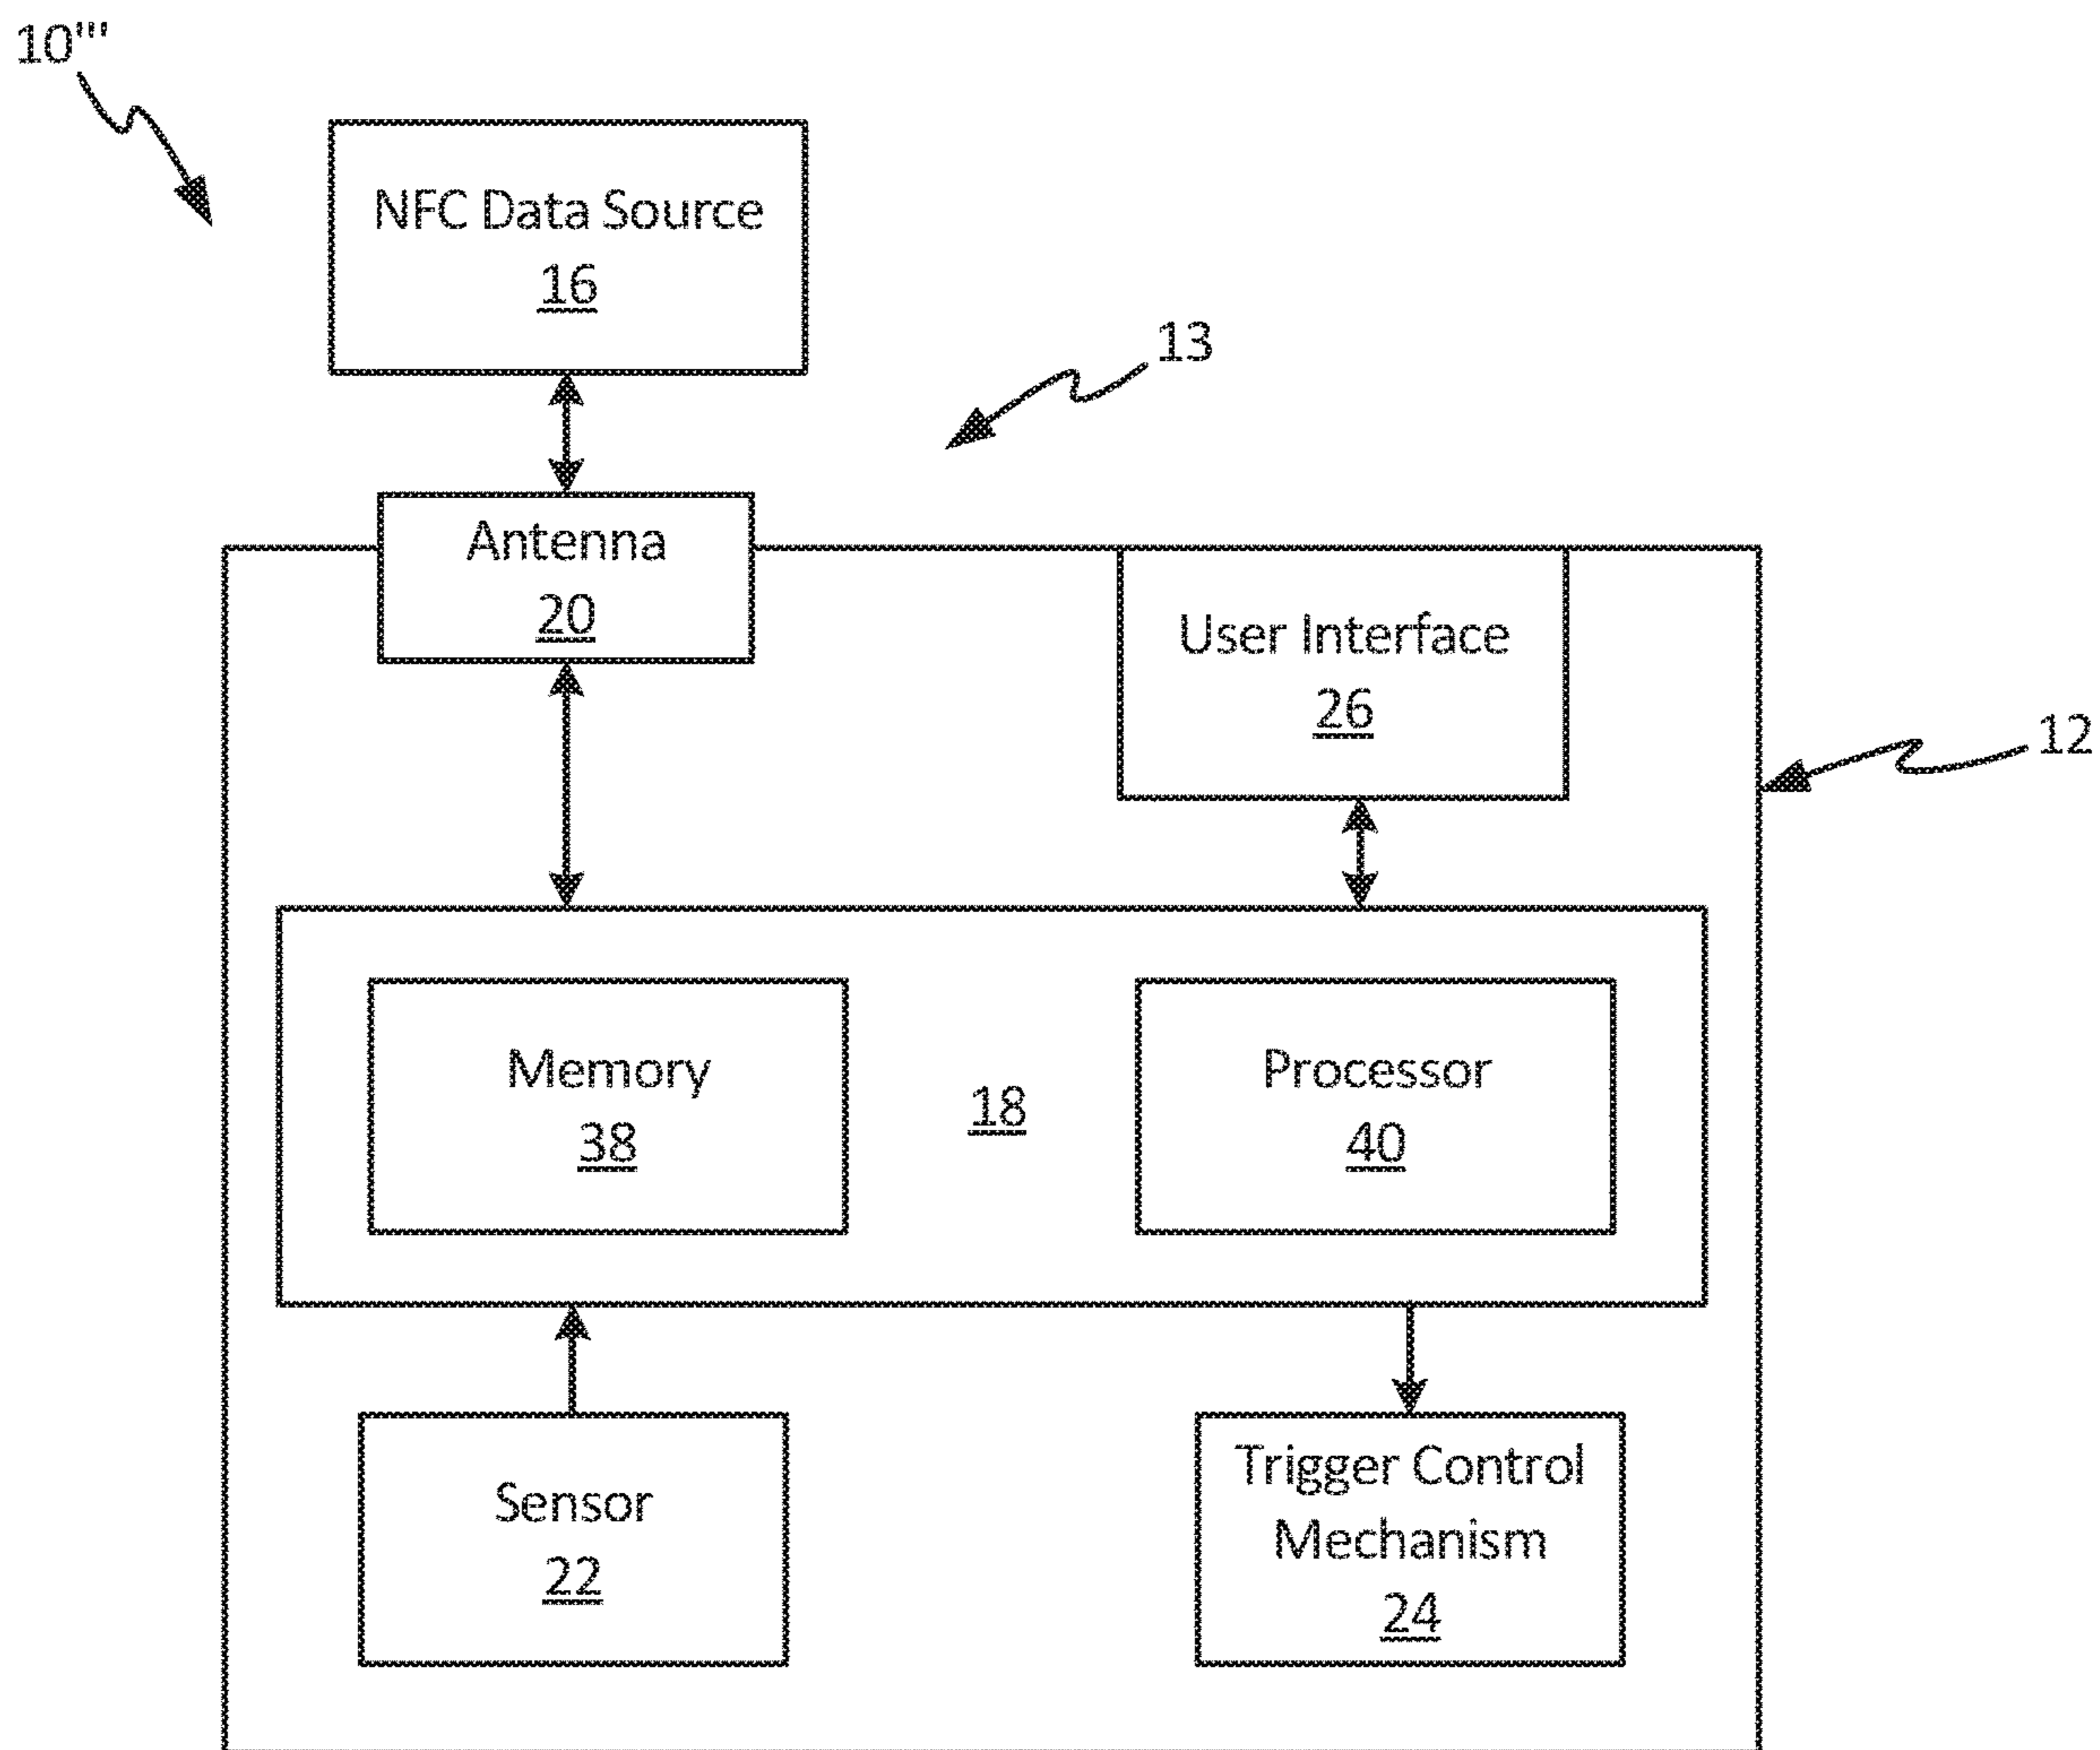 10'''
NFC Data Source
16
13
Antenna
20
User Interface
26
12
Memory
38
18
Processor
40
Sensor
22
Trigger Control
Mechanism
24